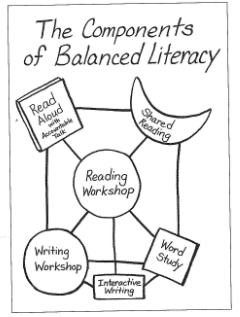 The Components
of Balanced Literacy
Read
Aloud
with
Accountable
Talk
Shared
Reading
Reading
Workshop
Writing
Workshop
Word
Study
Interactive
Writing